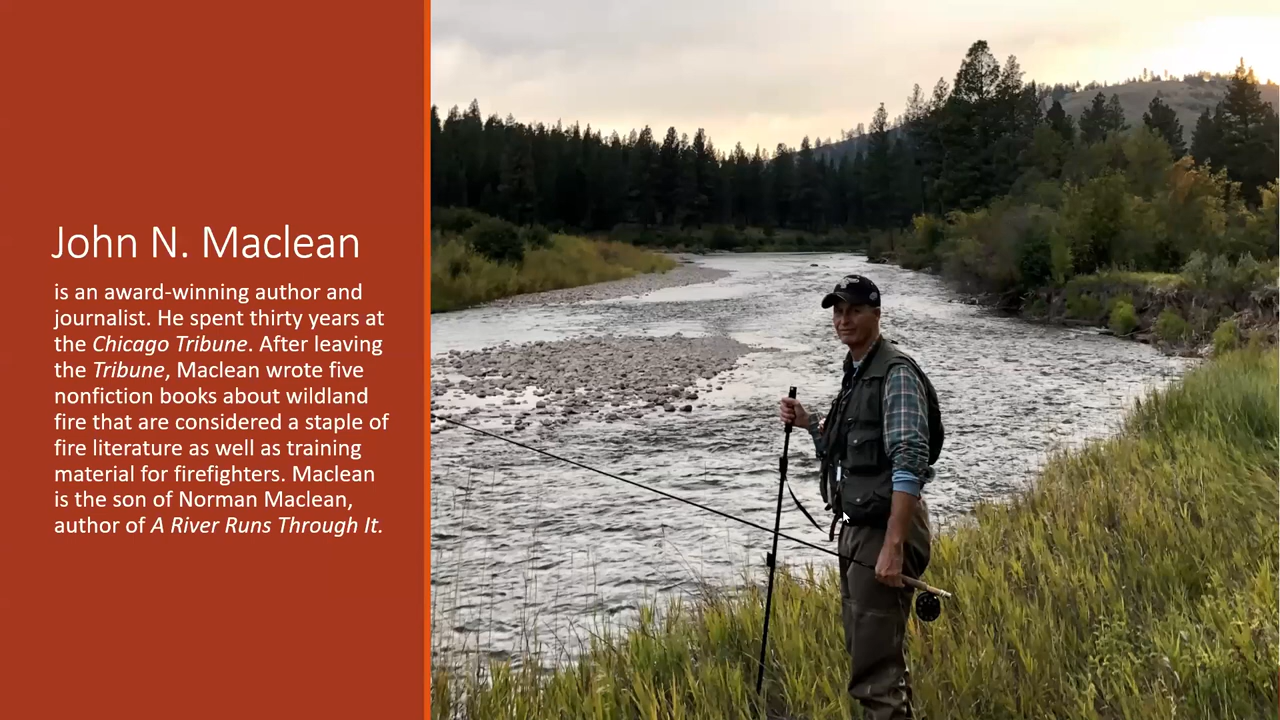 John N. Maclean
is an award-winning author and
journalist. He spent thirty years at
the Chicago Tribune. After leaving
the Tribune, Maclean wrote five
nonfiction books about wildland
fire that are considered a staple of
fire literature as well as training
material for firefighters. Maclean
is the son of Norman Maclean,
author of A River Runs Through It.